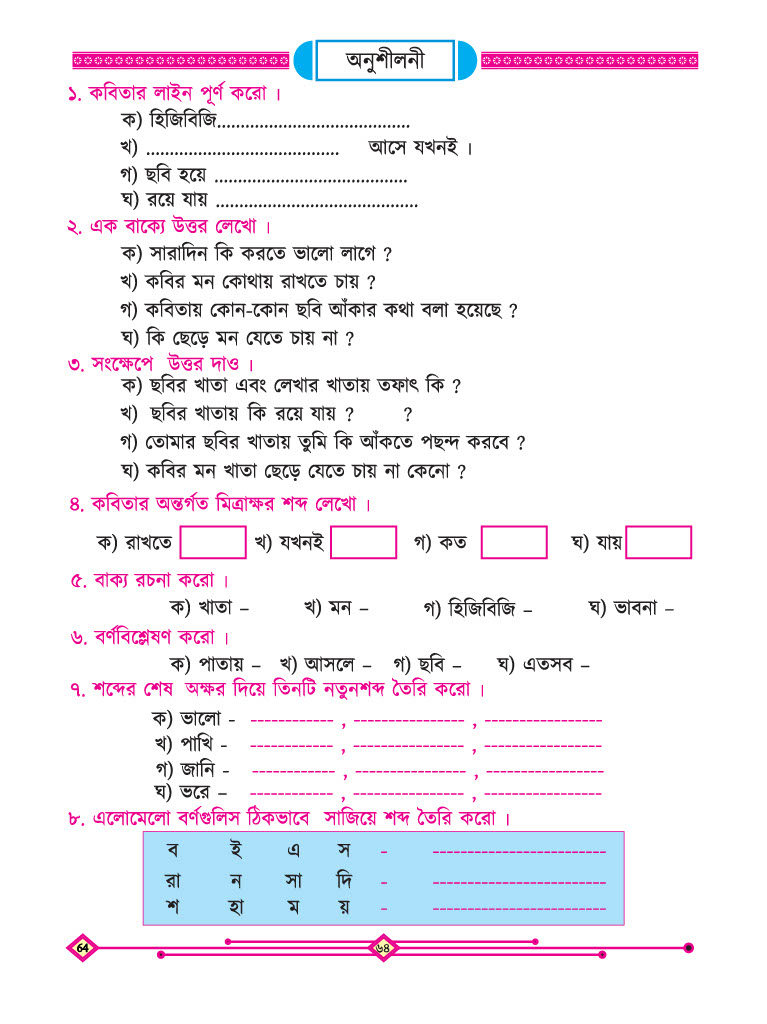 অনুশীলনী
১. কবিতার লাইন পূর্ণ করো ।
ক) হিজিবিজি.........................................
খ) ......................................... আসে যখনই ।
গ) ছবি হয়ে .........................................
ঘ) রয়ে যায় ...........................................
২. এক বাক্যে উত্তর লেখো ।
ক) সারাদিন কি করতে ভালো লাগে ?
খ) কবির মন কোথায় রাখতে চায় ?
গ) কবিতায় কোন-কোন ছবি আঁকার কথা বলা হয়েছে ?
ঘ) কি ছেড়ে মন যেতে চায় না ?
৩. সংক্ষেপে উত্তর দাও ।
ক) ছবির খাতা এবং লেখার খাতায় তফাৎ কি ?
খ) ছবির খাতায় কি রয়ে যায় ? ?
গ) তোমার ছবির খাতায় তুমি কি আঁকতে পছন্দ করবে ?
ঘ) কবির মন খাতা ছেড়ে যেতে চায় না কেনো ?
৪. কবিতার অন্তর্গত মিত্রাক্ষর শব্দ লেখো ।
ক) রাখতে খ) যখনই গ) কত ঘ) যায়
৫. বাক্য রচনা করো ।
ক) খাতা – খ) মন – গ) হিজিবিজি – ঘ) ভাবনা –
৬. বর্ণবিশ্লেষণ করো ।
ক) পাতায় – খ) আসলে – গ) ছবি – ঘ) এতসব –
৭. শব্দের শেষ অক্ষর দিয়ে তিনটি নতুনশব্দ তৈরি করো ।
ক) ভালো - ------------ , ---------------- , -----------------
খ) পাখি - ------------ , ---------------- , -----------------
গ) জানি - ------------ , ---------------- , -----------------
ঘ) ভরে – ------------ , ---------------- , -----------------
৮. এলোমেলো বর্ণগুলিস ঠিকভাবে সাজিয়ে শব্দ তৈরি করো ।
ব ই এ স - -------------------------
রা ন সা দি - -------------------------
শ হা ম য় - -------------------------
64 ৬৪